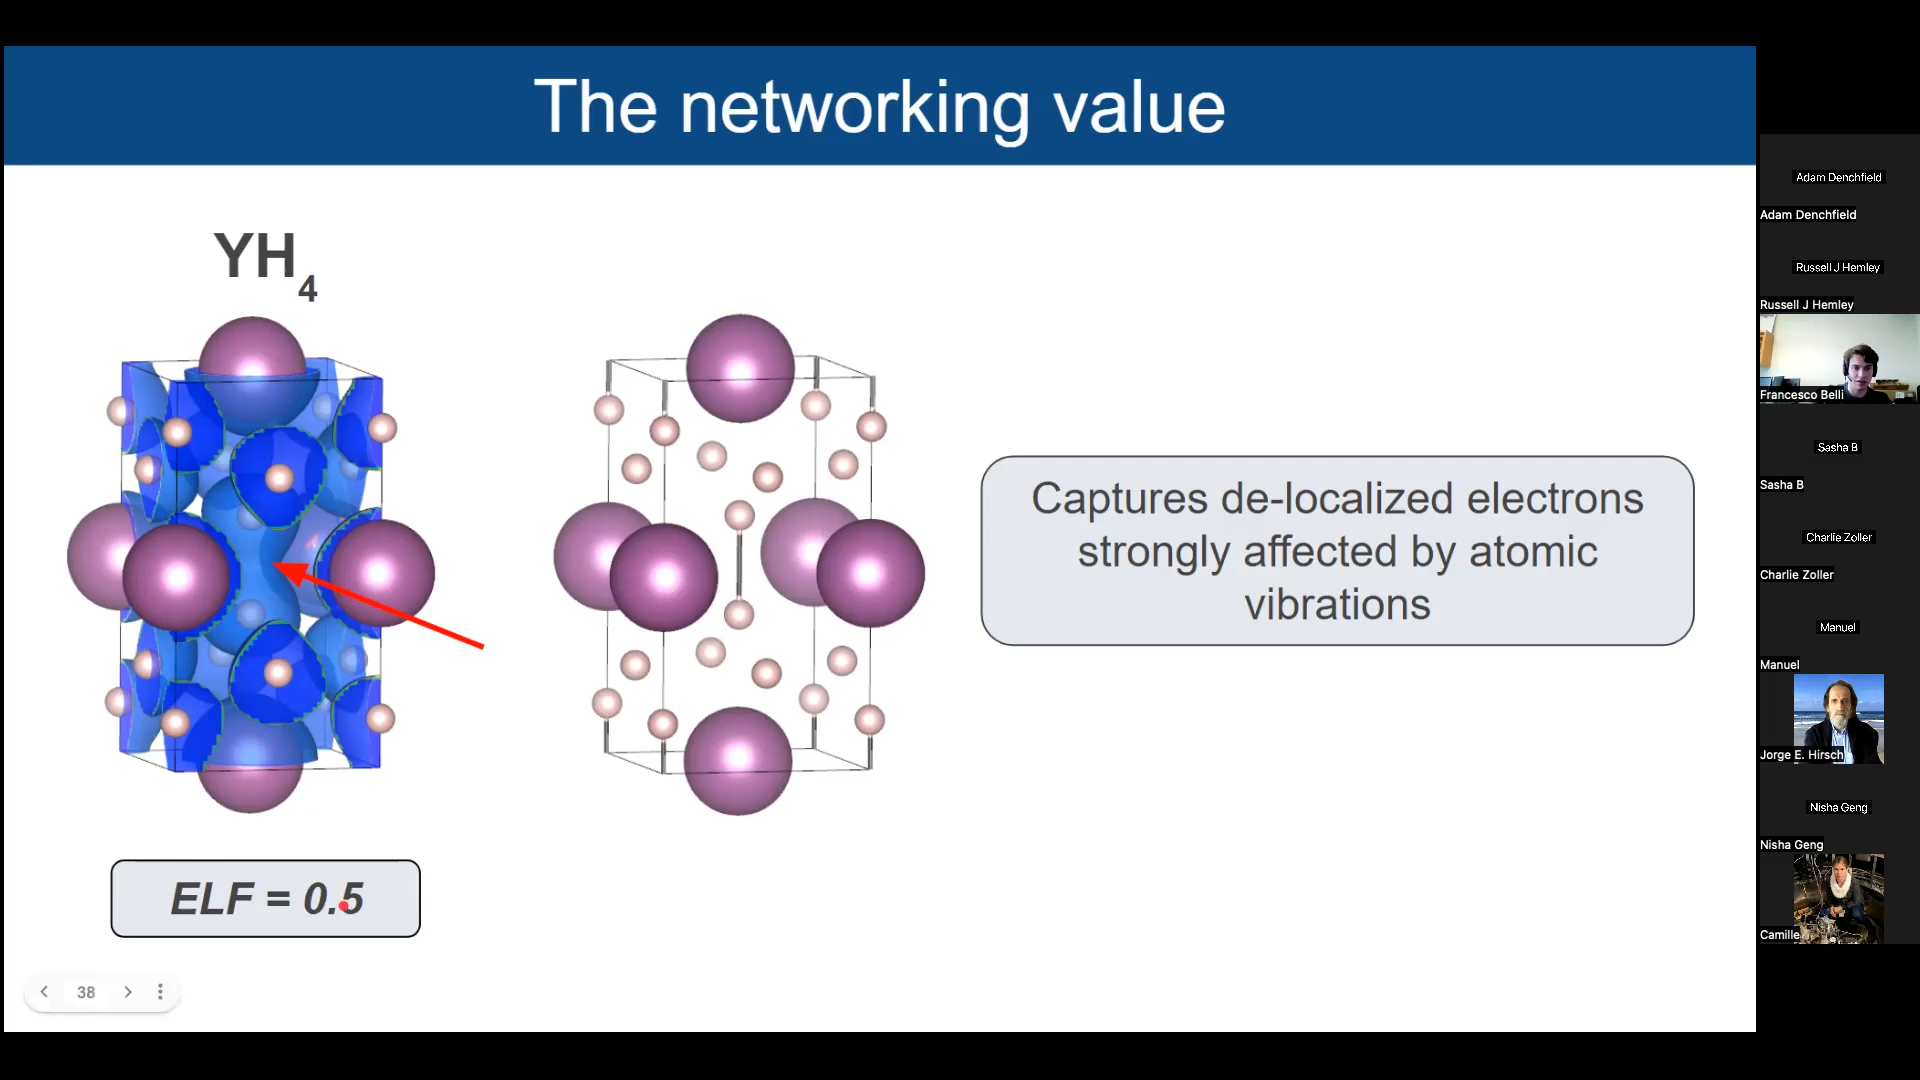 The networking value
YH4
Captures de-localized electrons
strongly affected by atomic
vibrations
ELF = 0.5
38
Adam Denchfield
Adam Denchfield
Russell J Hemley
Russell J Hemley
Francesco Belli
Sasha B
Sasha B
Charlie Zoller
Charlie Zoller
Manuel
Manuel
Jorge E. Hirsch
Nisha Geng
Nisha Geng
Camille